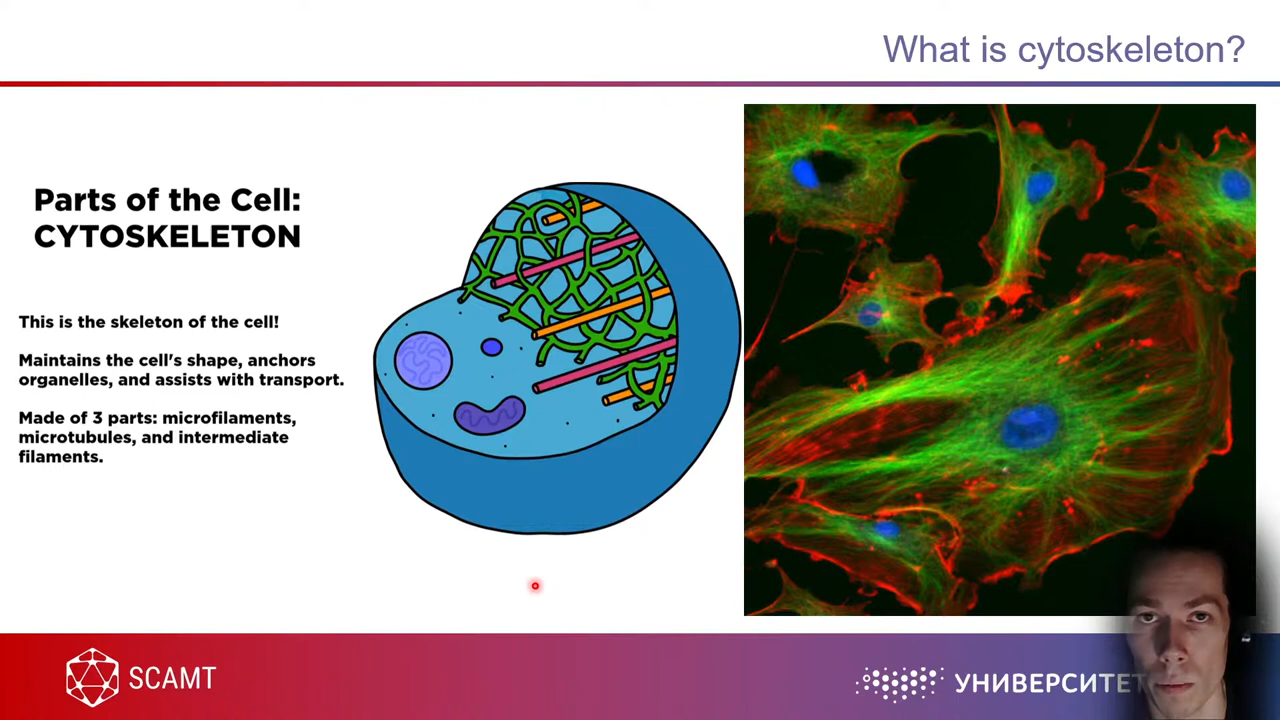 What is cytoskeleton?
Parts of the Cell:
CYTOSKELETON
This is the skeleton of the cell!
Maintains the cell's shape, anchors
organelles, and assists with transport.
Made of 3 parts: microfilaments,
microtubules, and intermediate
filaments.
SCAMT
УНИВЕРСИТЕТ